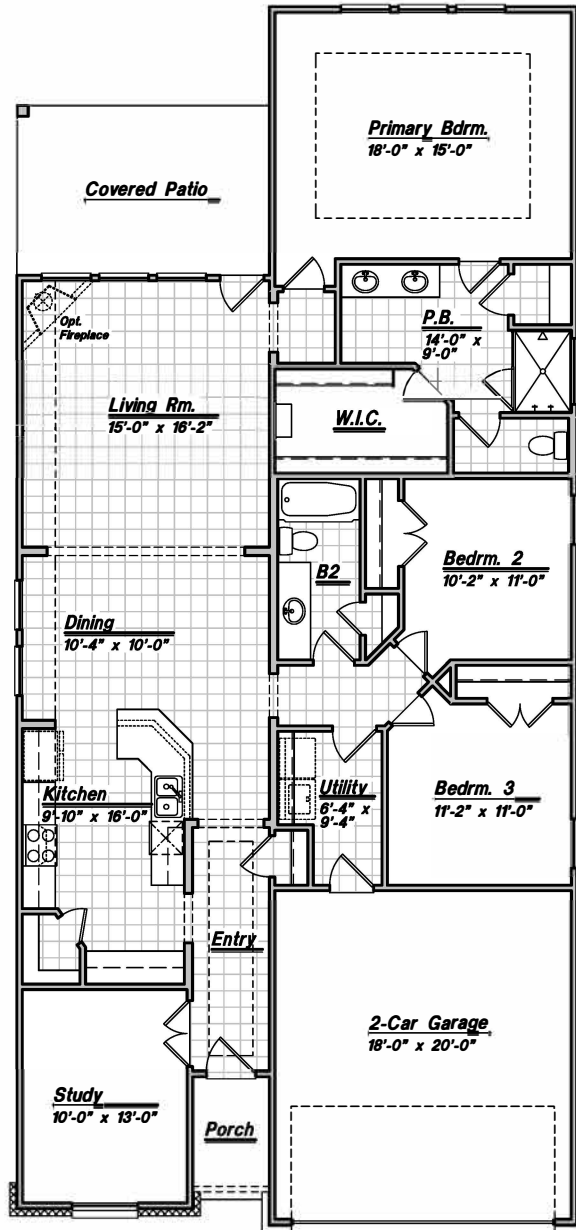 Primary Bdrm.
18'-0" x 15'-0"
Covered Patio
Opt.
Fireplace
P.B.
14'-0" x
9'-0"
Living Rm.
15'-0" x 16'-2"
W.I.C.
B2
Bedrm. 2
10'-2" x 11'-0"
Dining
10'-4" x 10'-0"
Kitchen
9'-10" x 16'-0"
Utility
6'-4" x
9'-4"
Bedrm. 3
11'-2" x 11'-0"
Entry
2-Car Garage
18'-0" x 20'-0"
Study
10'-0" x 13'-0"
Porch